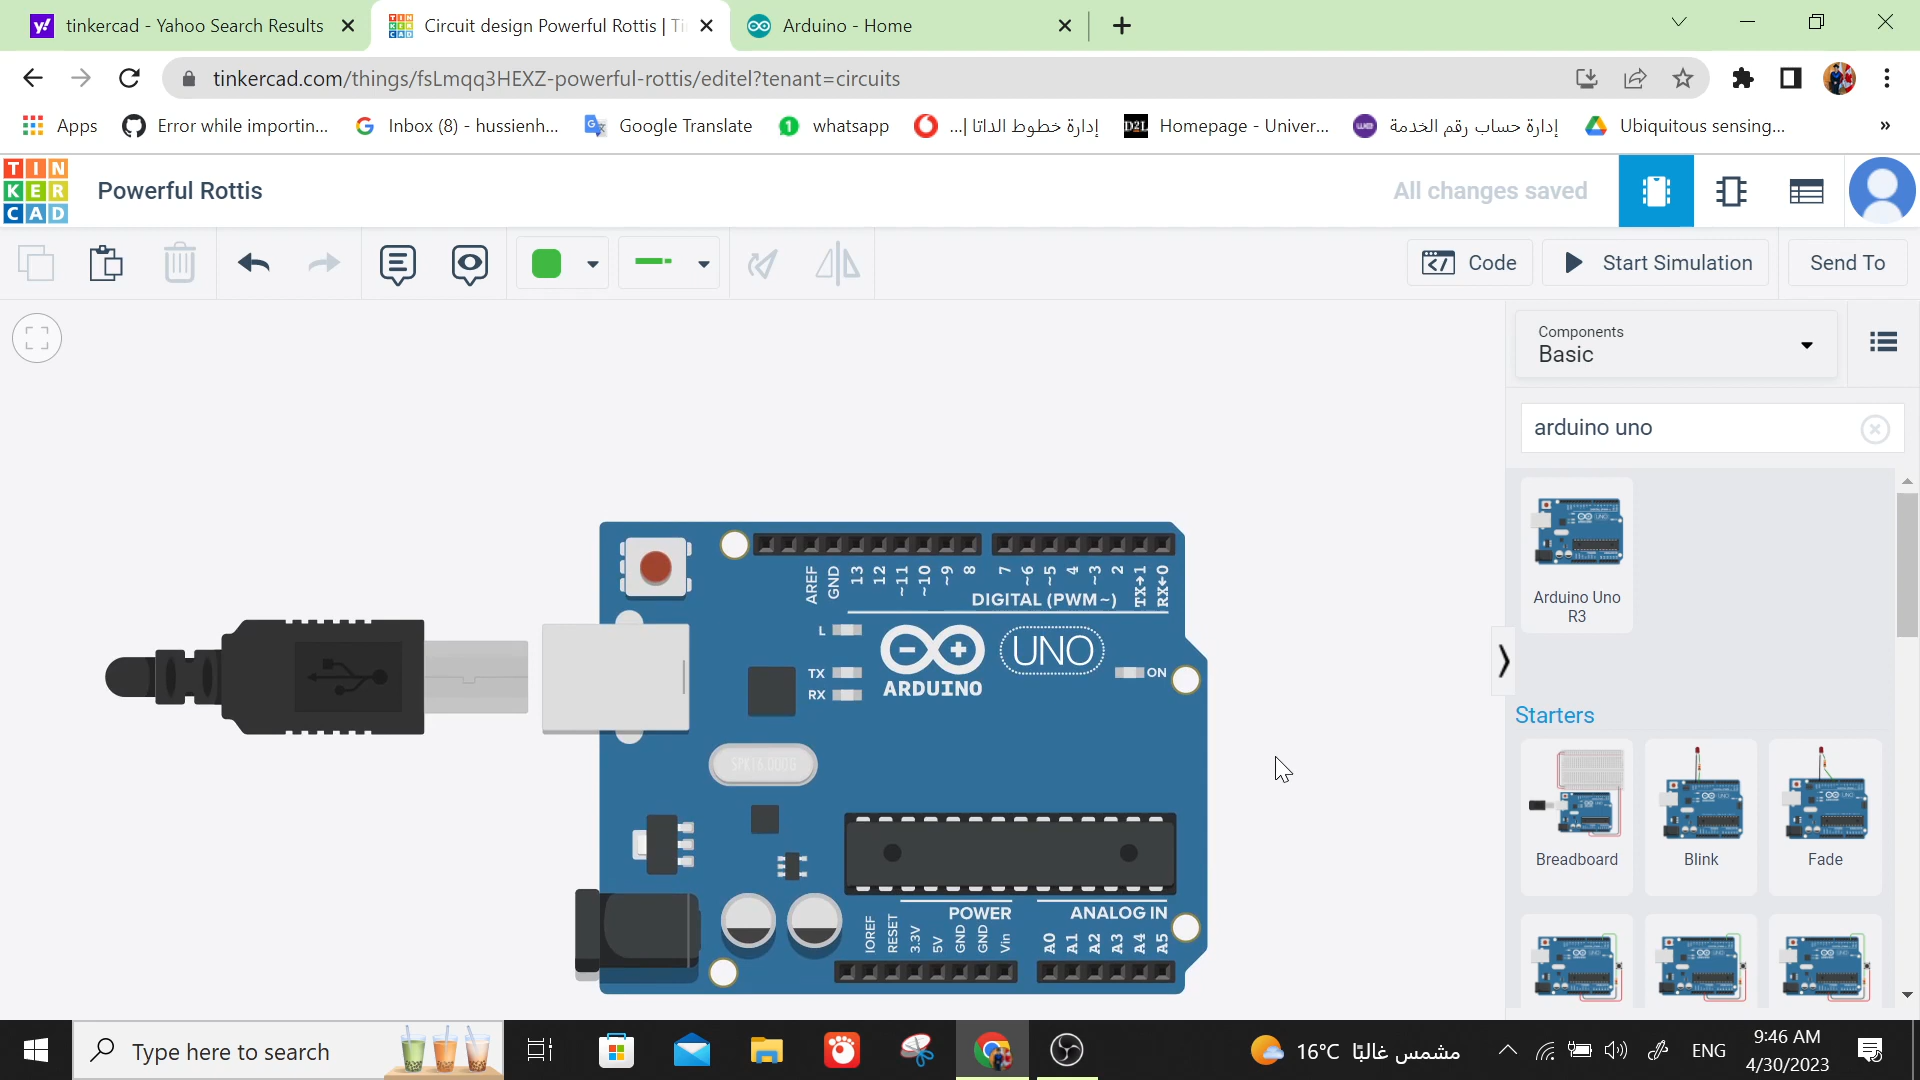 tinkercad - Yahoo Search Results
Circuit design Powerful Rottis | Ti
Arduino - Home
tinkercad.com/things/fsLmqq3HEXZ-powerful-rottis/editel?tenant=circuits
Apps
Error while importin...
Inbox (8) - hussienh...
Google Translate
1
whatsapp
إدارة خطوط الداتا |...
D2L
Homepage - Univer...
إدارة حساب رقم الخدمة
Ubiquitous sensing...
»
TIN
KER
CAD
Powerful Rottis
All changes saved
Code
Start Simulation
Send To
Components
Basic
arduino uno
Arduino Uno
R3
Starters
Breadboard
Blink
Fade
AREF
GND
13
12
~11
~10
~9
8
7
~6
~5
4
~3
2
TX→1
RX←0
DIGITAL (PWM~)
L
TX
RX
ARDUINO
UNO
ON
SPK16.000G
POWER
ANALOG IN
IOREF
RESET
3.3V
5V
GND
GND
Vin
A0
A1
A2
A3
A4
A5
Type here to search
16°C مشمس غالبًا
ENG
9:46 AM
4/30/2023